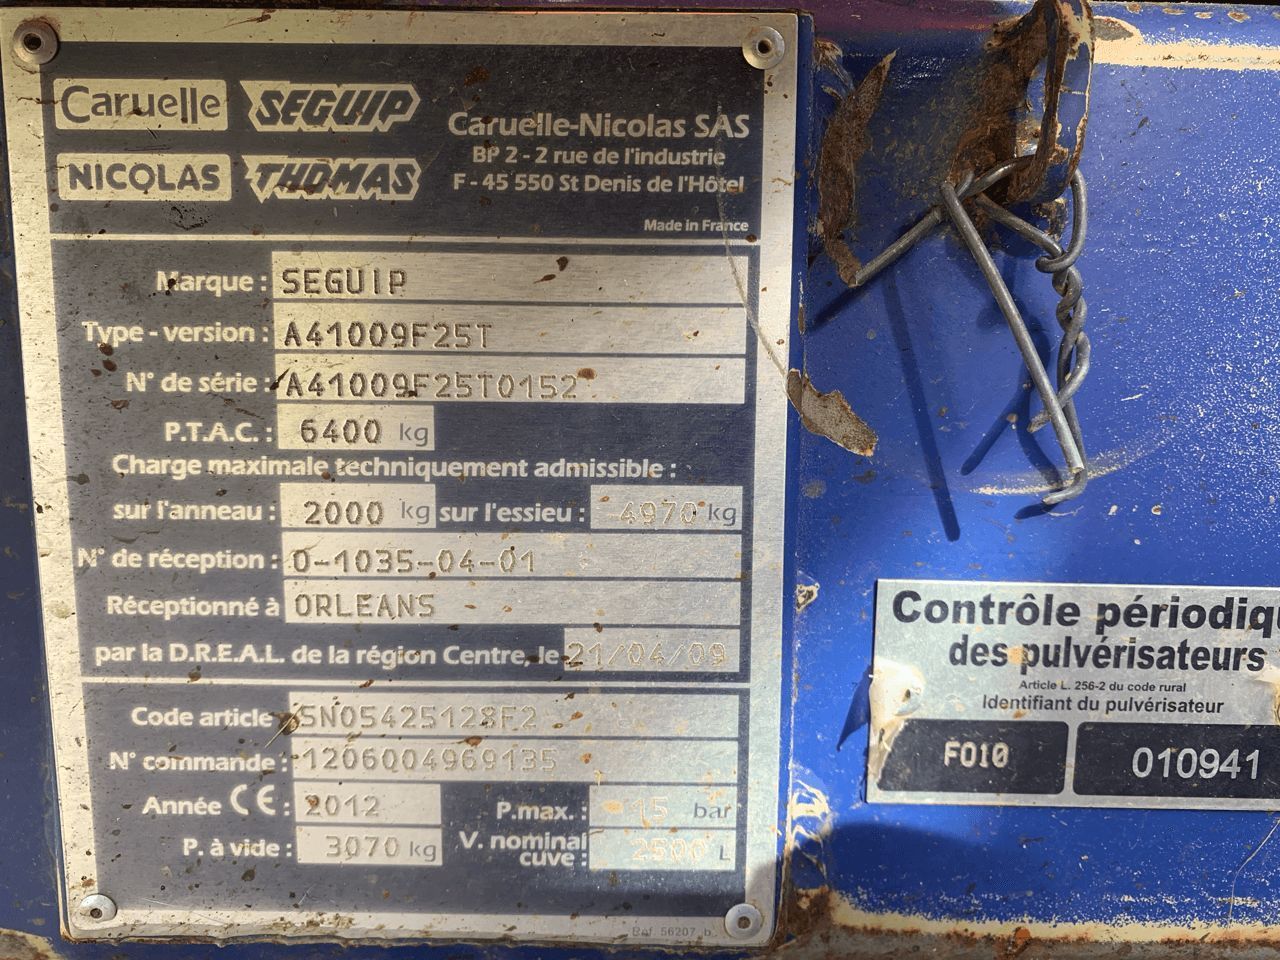 Caruelle SEGUIP
NICOLAS THOMAS
Caruelle-Nicolas SAS
BP 2 - 2 rue de l'industrie
F - 45 550 St Denis de l'Hôtel
Made in France
Marque : SEGUIP
Type - version : A41009F25T
N° de série : A41009F25T0152
P.T.A.C. : 6400 kg
Charge maximale techniquement admissible :
sur l'anneau : 2000 kg sur l'essieu : 4970 kg
N° de réception : 0-1035-04-01
Réceptionné à ORLEANS
par la D.R.E.A.L. de la région Centre, le 21/04/09
Code article SN05425128F2
N° commande : 1206004969135
Année CE : 2012 P.max. : 15 bar
P. à vide : 3070 kg V. nominal cuve : 2500 L
Réf 56207 b
Contrôle périodiqu
des pulvérisateurs
Article L. 256-2 du code rural
Identifiant du pulvérisateur
F010 010941